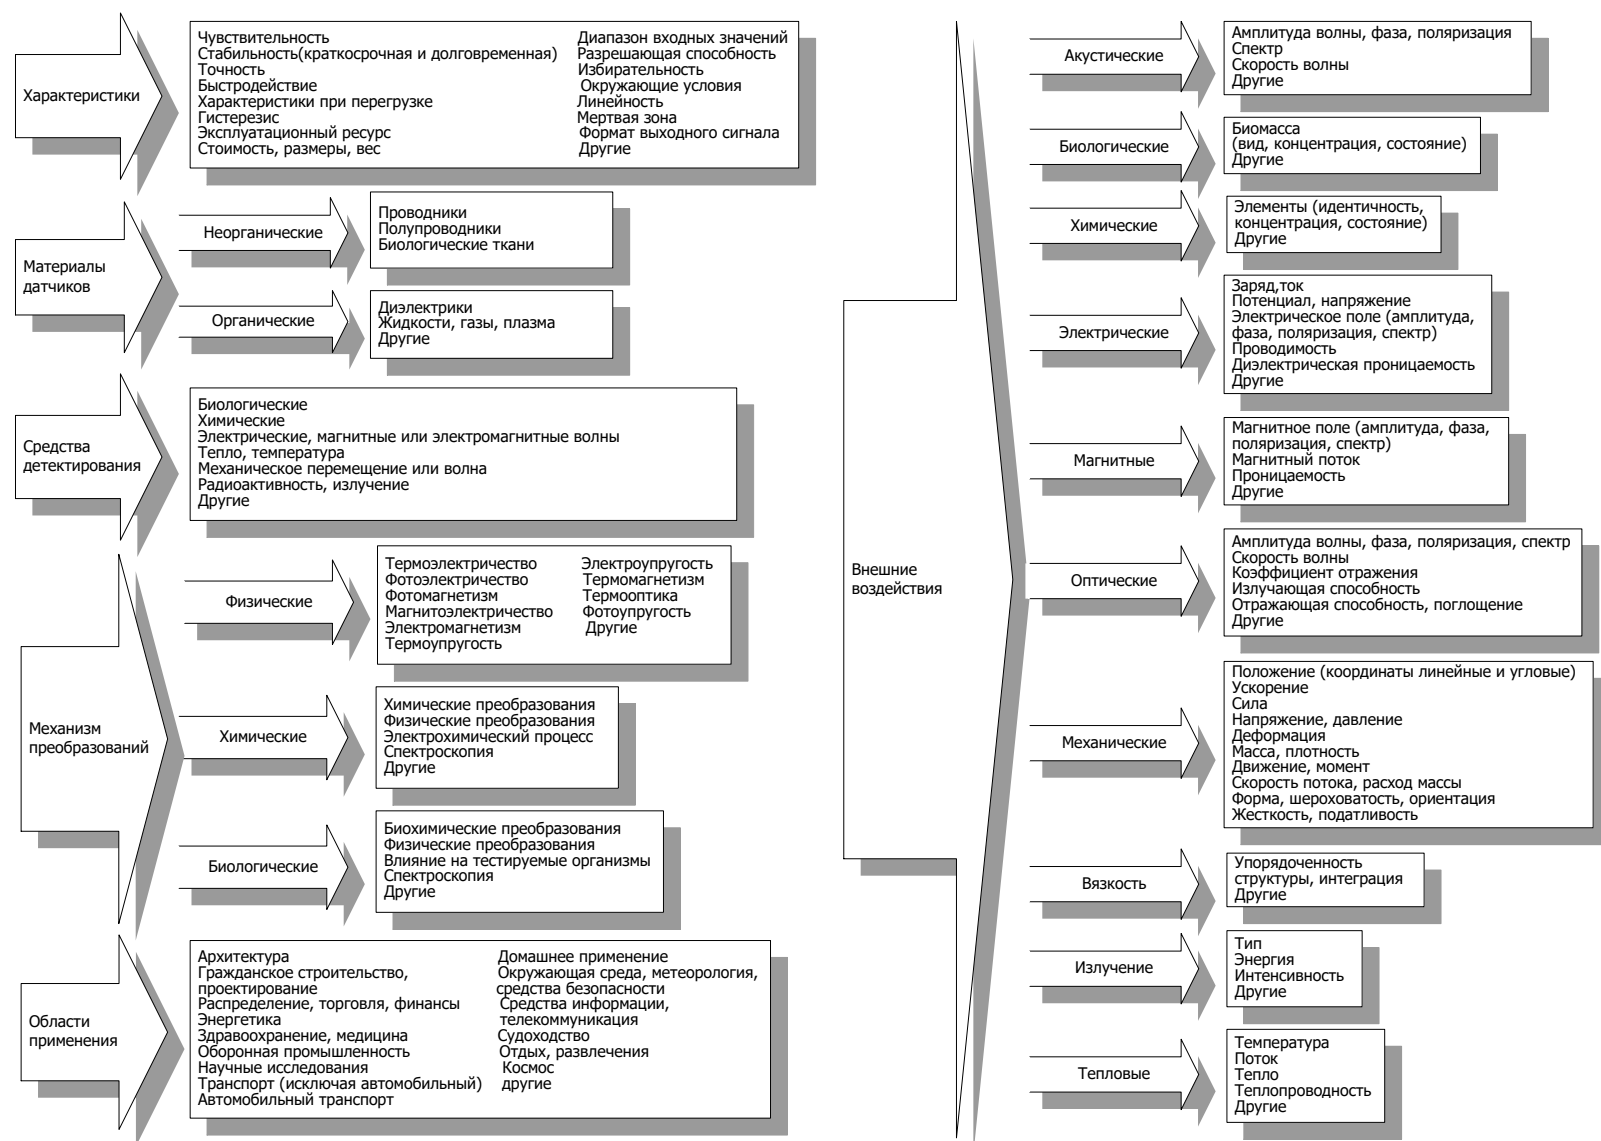 Характеристики
Чувствительность
Стабильность(краткосрочная и долговременная)
Точность
Быстродействие
Характеристики при перегрузке
Гистерезис
Эксплуатационный ресурс
Стоимость, размеры, вес
Диапазон входных значений
Разрешающая способность
Избирательность
Окружающие условия
Линейность
Мертвая зона
Формат выходного сигнала
Другие
Материалы
датчиков
Неорганические
Проводники
Полупроводники
Биологические ткани
Органические
Диэлектрики
Жидкости, газы, плазма
Другие
Средства
детектирования
Биологические
Химические
Электрические, магнитные или электромагнитные волны
Тепло, температура
Механическое перемещение или волна
Радиоактивность, излучение
Другие
Механизм
преобразований
Физические
Термоэлектричество
Фотоэлектричество
Фотомагнетизм
Магнитоэлектричество
Электромагнетизм
Термоупругость
Электроупругость
Термомагнетизм
Термооптика
Фотоупругость
Другие
Химические
Химические преобразования
Физические преобразования
Электрохимический процесс
Спектроскопия
Другие
Биологические
Биохимические преобразования
Физические преобразования
Влияние на тестируемые организмы
Спектроскопия
Другие
Области
применения
Архитектура
Гражданское строительство,
проектирование
Распределение, торговля, финансы
Энергетика
Здравоохранение, медицина
Оборонная промышленность
Научные исследования
Транспорт (исключая автомобильный)
Автомобильный транспорт
Домашнее применение
Окружающая среда, метеорология,
средства безопасности
Средства информации,
телекоммуникация
Судоходство
Отдых, развлечения
Космос
другие
Внешние
воздействия
Акустические
Амплитуда волны, фаза, поляризация
Спектр
Скорость волны
Другие
Биологические
Биомасса
(вид, концентрация, состояние)
Другие
Химические
Элементы (идентичность,
концентрация, состояние)
Другие
Электрические
Заряд,ток
Потенциал, напряжение
Электрическое поле (амплитуда,
фаза, поляризация, спектр)
Проводимость
Диэлектрическая проницаемость
Другие
Магнитные
Магнитное поле (амплитуда, фаза,
поляризация, спектр)
Магнитный поток
Проницаемость
Другие
Оптические
Амплитуда волны, фаза, поляризация, спектр
Скорость волны
Коэффициент отражения
Излучающая способность
Отражающая способность, поглощение
Другие
Механические
Положение (координаты линейные и угловые)
Ускорение
Сила
Напряжение, давление
Деформация
Масса, плотность
Движение, момент
Скорость потока, расход массы
Форма, шероховатость, ориентация
Жесткость, податливость
Вязкость
Упорядоченность
структуры, интеграция
Другие
Излучение
Тип
Энергия
Интенсивность
Другие
Тепловые
Температура
Поток
Тепло
Теплопроводность
Другие